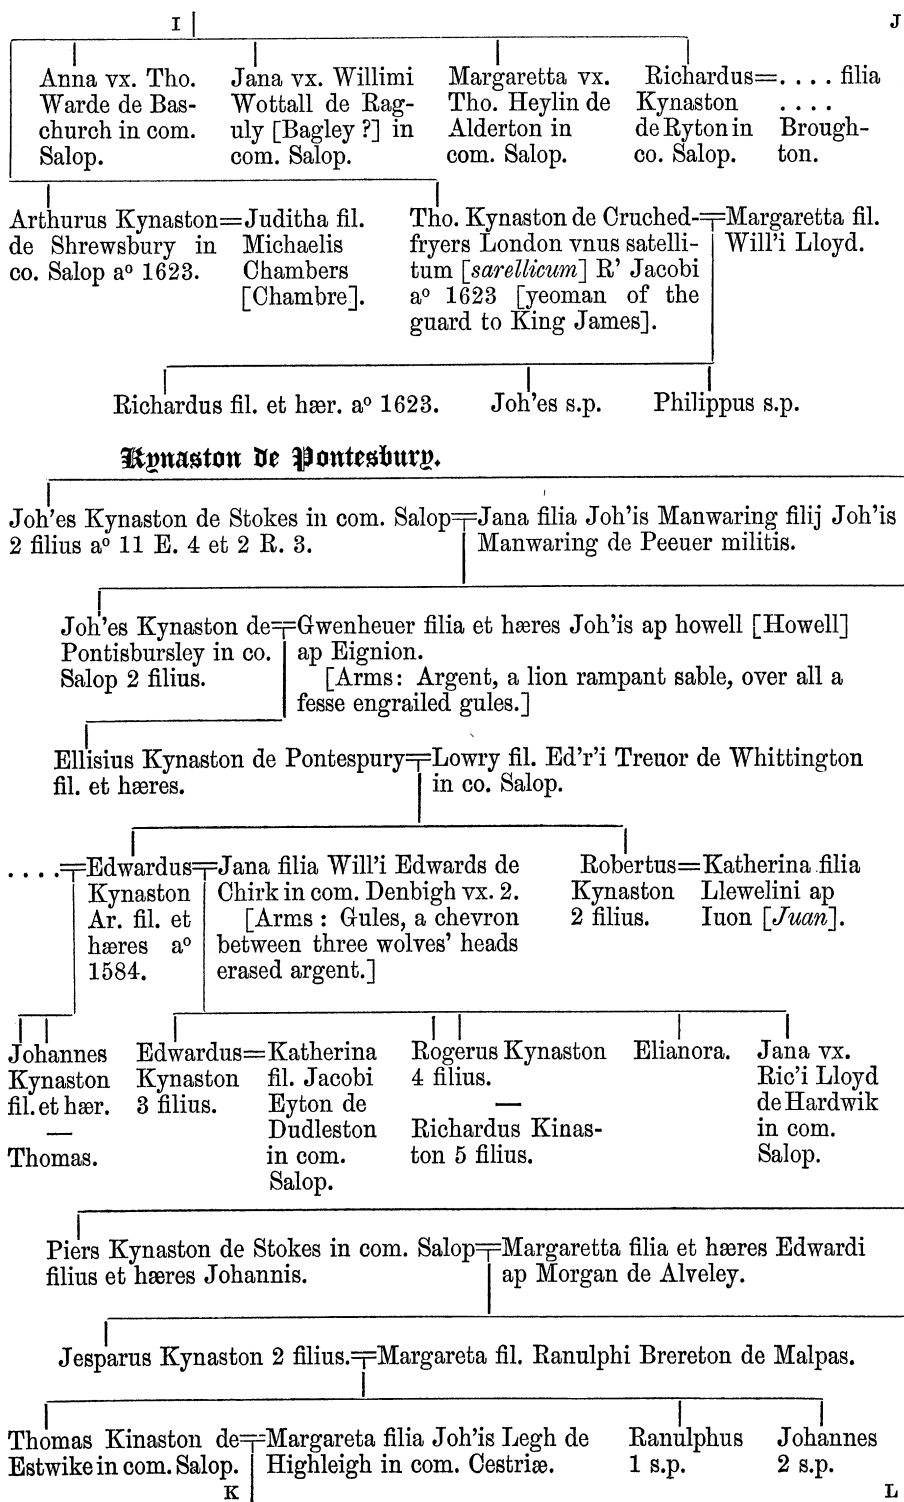 I J
Anna vx. Tho.
Warde de Bas-
church in com.
Salop.
Jana vx. Willimi
Wottall de Rag-
uly [Bagley ?] in
com. Salop.
Margaretta vx.
Tho. Heylin de
Alderton in
com. Salop.
Richardus=. . . . filia
Kynaston . . . .
de Ryton in Brough-
co. Salop. ton.
Arthurus Kynaston=Juditha fil.
de Shrewsbury in Michaelis
co. Salop aº 1623. Chambers
[Chambre].
Tho. Kynaston de Cruched-=Margaretta fil.
fryers London vnus satelli- Will'i Lloyd.
tum [sarellicum] R' Jacobi
aº 1623 [yeoman of the
guard to King James].
Richardus fil. et hær. aº 1623. Joh'es s.p. Philippus s.p.
Kynaston de Pontesbury.
Joh'es Kynaston de Stokes in com. Salop=Jana filia Joh'is Manwaring filij Joh'is
2 filius aº 11 E. 4 et 2 R. 3. Manwaring de Peeuer militis.
Joh'es Kynaston de=Gwenheuer filia et hæres Joh'is ap howell [Howell]
Pontisbursley in co. ap Eignion.
Salop 2 filius. [Arms: Argent, a lion rampant sable, over all a
fesse engrailed gules.]
Ellisius Kynaston de Pontespury=Lowry fil. Ed'r'i Treuor de Whittington
fil. et hæres. in co. Salop.
. . . .=Edwardus=Jana filia Will'i Edwards de
Kynaston Chirk in com. Denbigh vx. 2.
Ar. fil. et [Arms : Gules, a chevron
hæres aº between three wolves' heads
1584. erased argent.]
Robertus=Katherina filia
Kynaston Llewelini ap
2 filius. Iuon [Juan].
Johannes
Kynaston
fil. et hær.
—
Thomas.
Edwardus=Katherina
Kynaston fil. Jacobi
3 filius. Eyton de
Dudleston
in com.
Salop.
Rogerus Kynaston
4 filius.
—
Richardus Kinas-
ton 5 filius.
Elianora.
Jana vx.
Ric'i Lloyd
de Hardwik
in com.
Salop.
Piers Kynaston de Stokes in com. Salop=Margaretta filia et hæres Edwardi
filius et hæres Johannis. ap Morgan de Alveley.
Jesparus Kynaston 2 filius.=Margareta fil. Ranulphi Brereton de Malpas.
Thomas Kinaston de=Margareta filia Joh'is Legh de
Estwike in com. Salop. Highleigh in com. Cestriæ.
Ranulphus
1 s.p.
Johannes
2 s.p.
K L